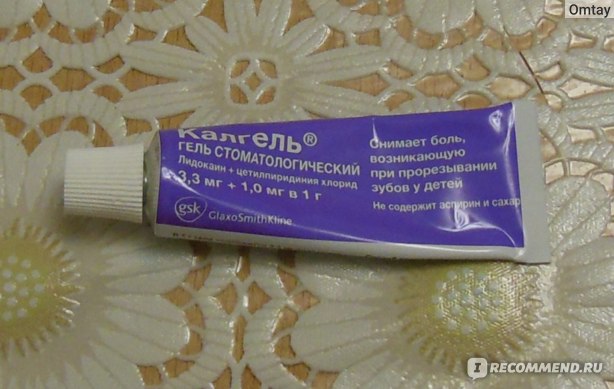 Omtay
Калгель®
ГЕЛЬ СТОМАТОЛОГИЧЕСКИЙ
Лидокаин + цетилпиридиния хлорид
3,3 мг + 1,0 мг в 1 г
gsk GlaxoSmithKline
Снимает боль,
возникающую
при прорезывании
зубов у детей
Не содержит аспирин и сахар
IRECOMMEND.RU